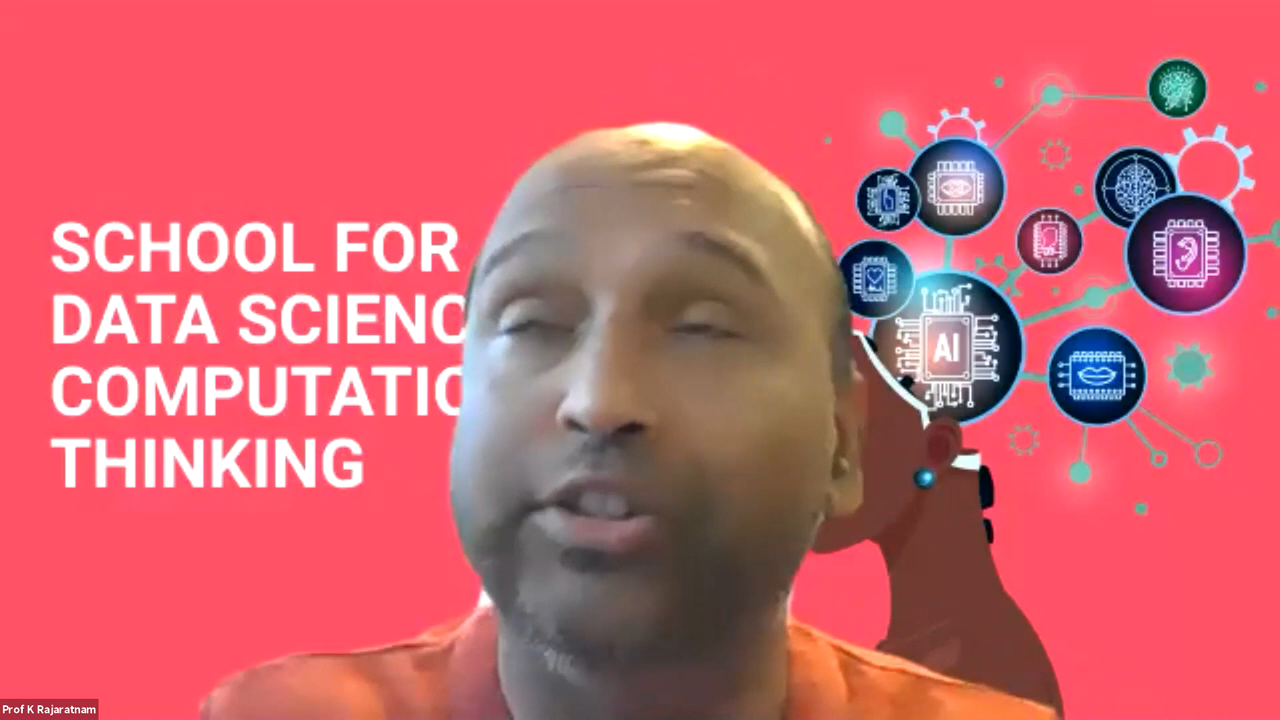 SCHOOL FOR
DATA SCIENC
COMPUTATIO
THINKING
AI
Prof K Rajaratnam